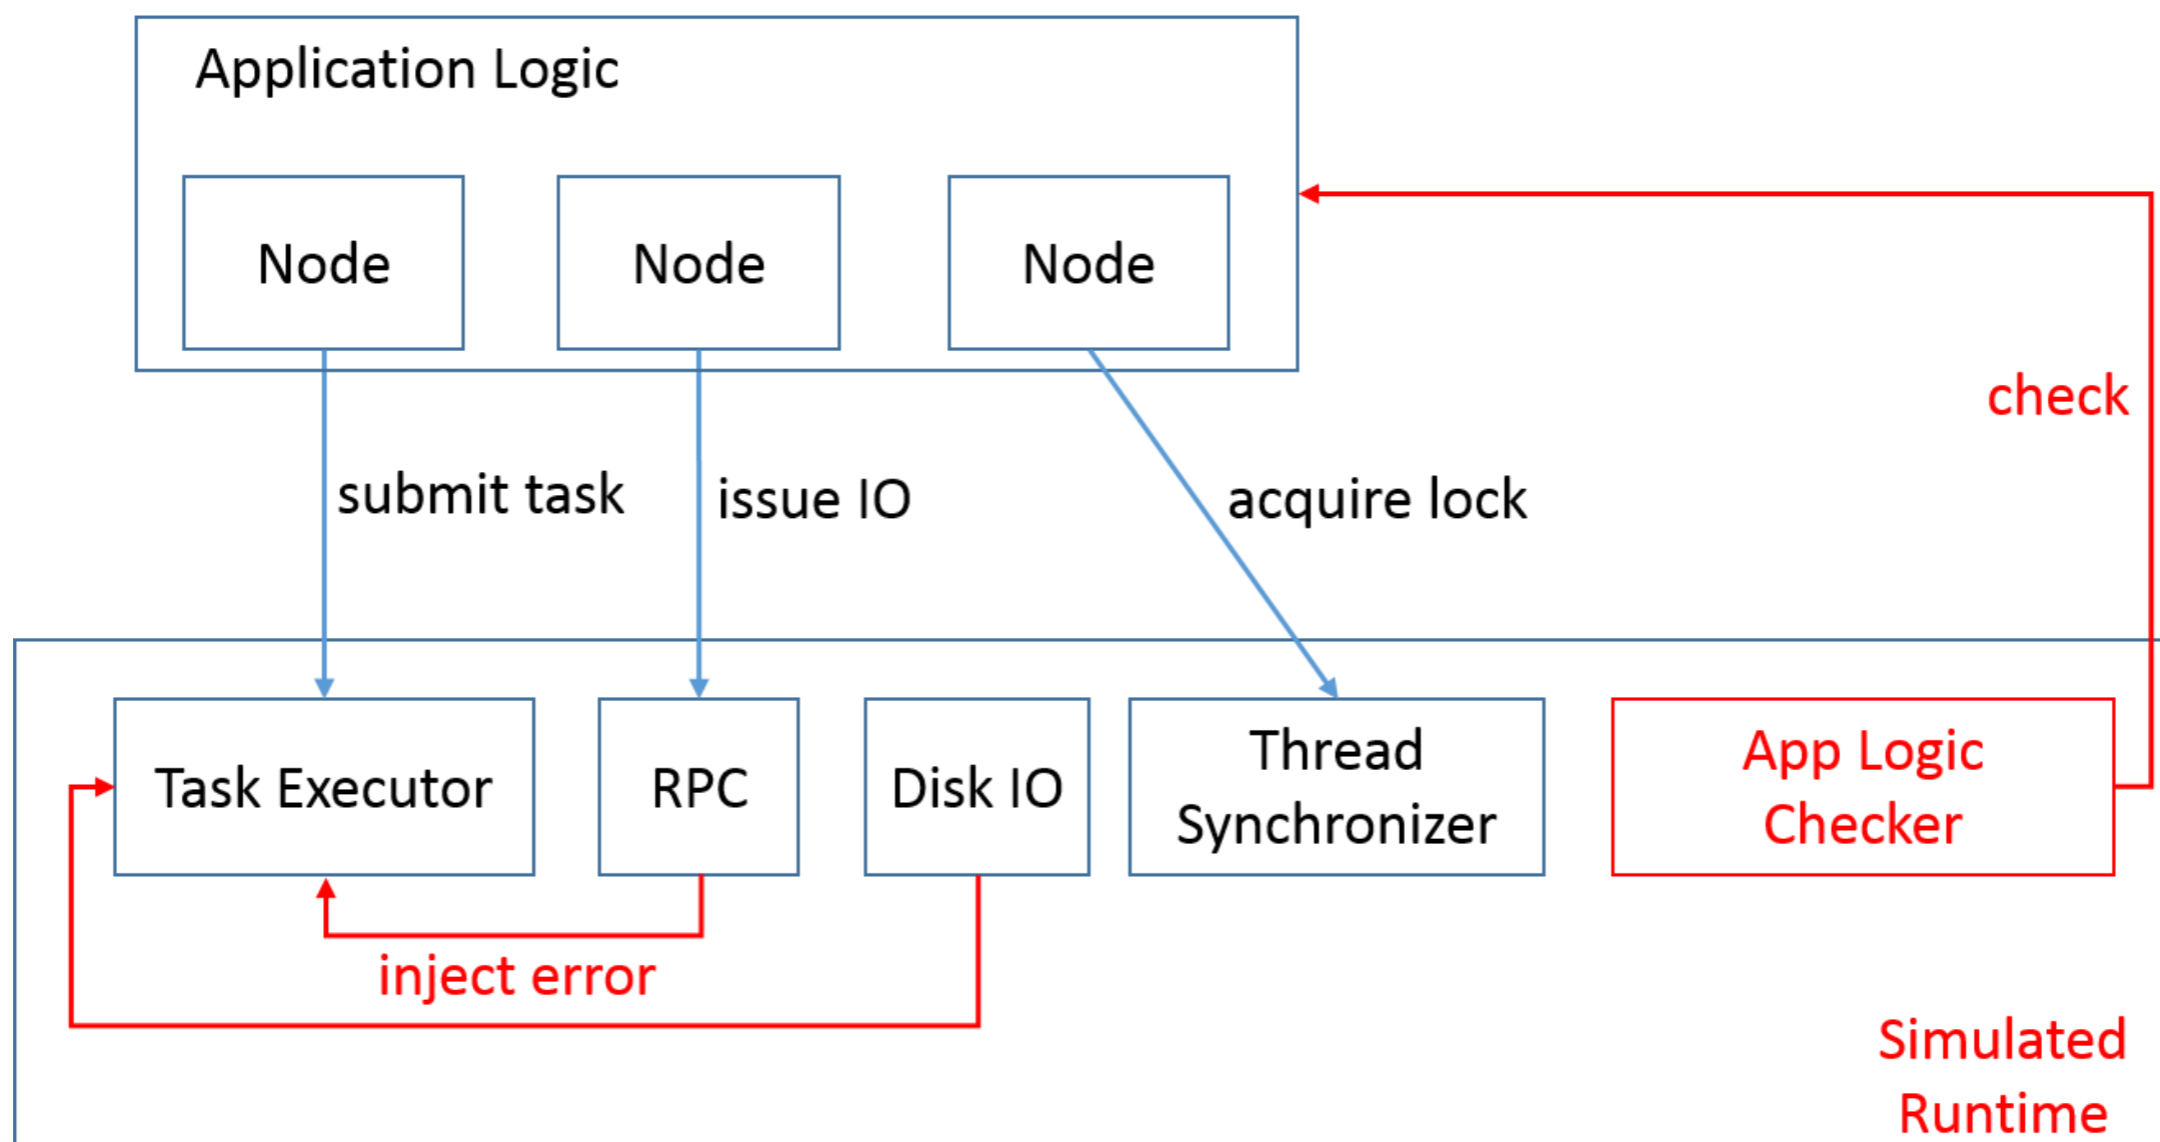 Application Logic
Node
Node
Node
check
submit task
issue IO
acquire lock
Task Executor
RPC
Disk IO
Thread
Synchronizer
App Logic
Checker
inject error
Simulated
Runtime